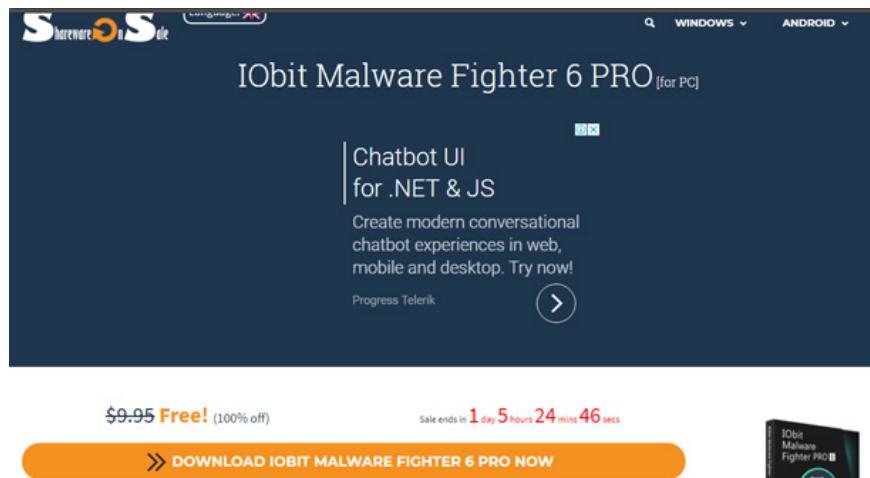 Shareware On Sale
Language:
WINDOWS
ANDROID
IObit Malware Fighter 6 PRO [for PC]
Chatbot UI
for .NET & JS
Create modern conversational
chatbot experiences in web,
mobile and desktop. Try now!
Progress Telerik
$9.95 Free! (100% off)
Sale ends in 1 day 5 hours 24 mins 46 secs
DOWNLOAD IOBIT MALWARE FIGHTER 6 PRO NOW
IObit
Malware
Fighter PRO